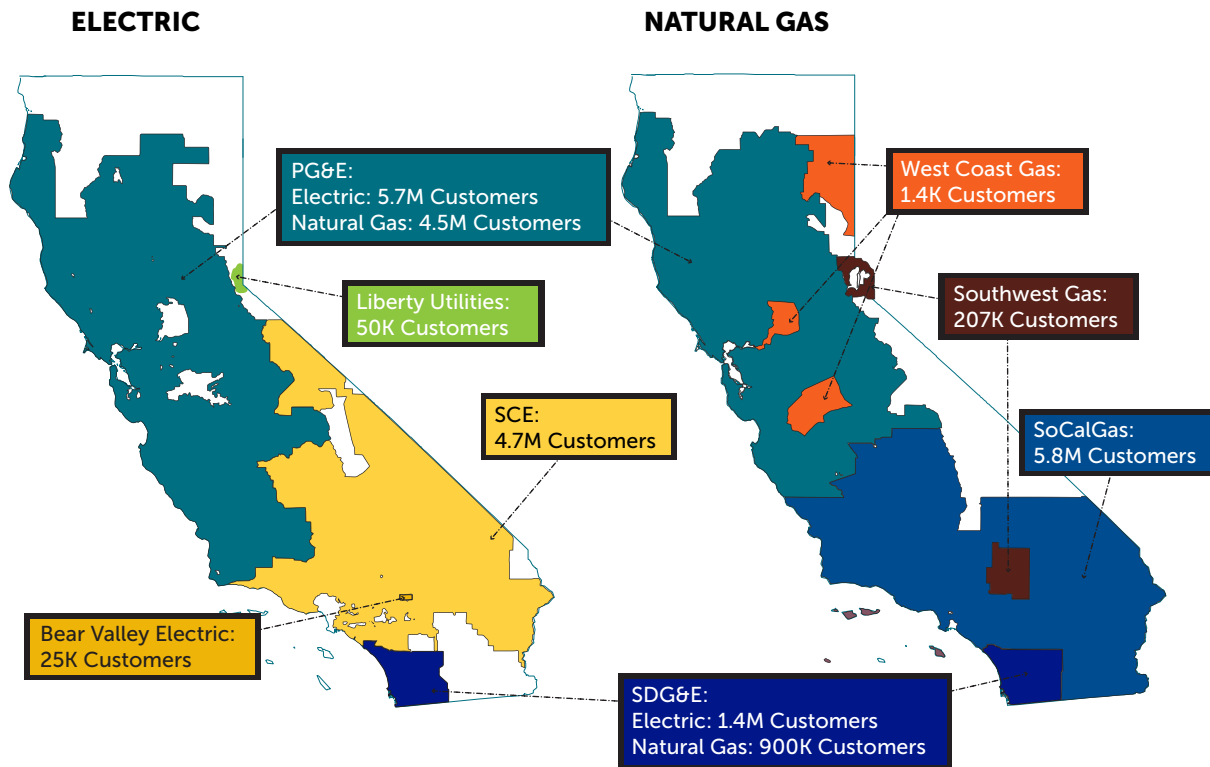 ELECTRIC
NATURAL GAS
PG&E:
Electric: 5.7M Customers
Natural Gas: 4.5M Customers
West Coast Gas:
1.4K Customers
Liberty Utilities:
50K Customers
Southwest Gas:
207K Customers
SCE:
4.7M Customers
SoCalGas:
5.8M Customers
Bear Valley Electric:
25K Customers
SDG&E:
Electric: 1.4M Customers
Natural Gas: 900K Customers